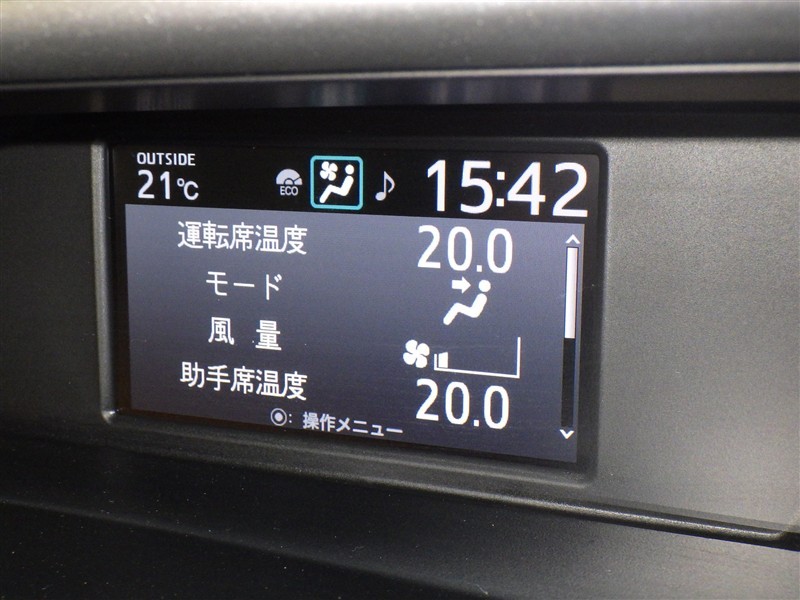 OUTSIDE
21℃ ECO 15:42
運転席温度 20.0
モード
風量
助手席温度 20.0
◉: 操作メニュー